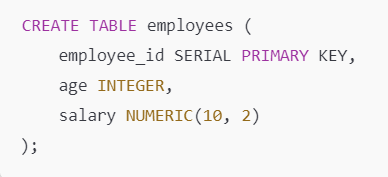 CREATE TABLE employees (
    employee_id SERIAL PRIMARY KEY,
    age INTEGER,
    salary NUMERIC(10, 2)
);